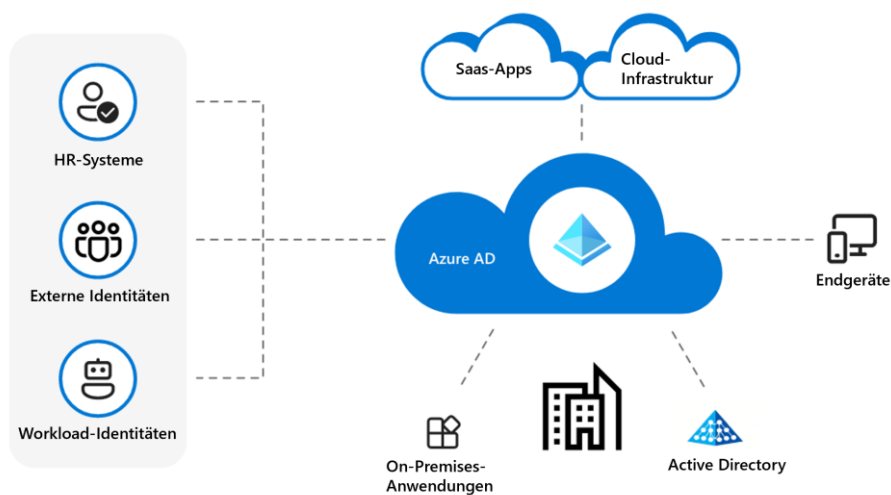 HR-Systeme
Externe Identitäten
Workload-Identitäten
Saas-Apps
Cloud-
Infrastruktur
Azure AD
Endgeräte
On-Premises-
Anwendungen
Active Directory